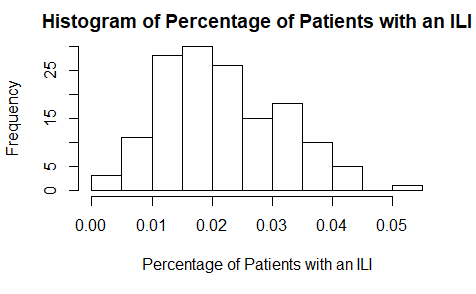 Histogram of Percentage of Patients with an ILI
Frequency
25
15
5
0
0.00 0.01 0.02 0.03 0.04 0.05
Percentage of Patients with an ILI